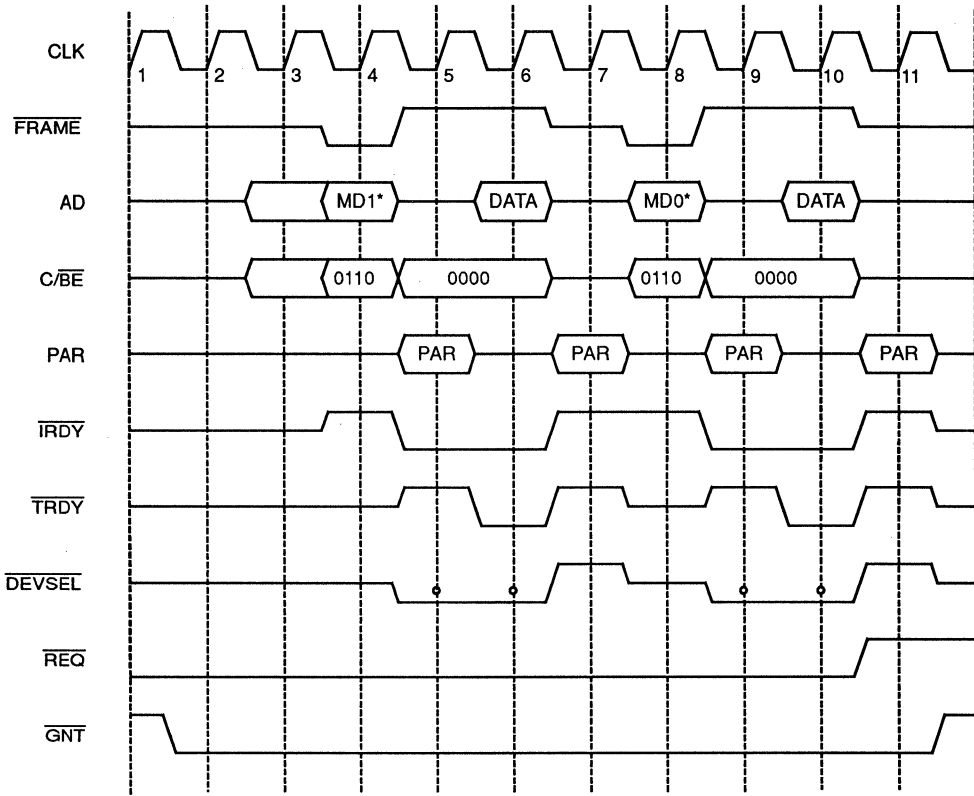 CLK
1 2 3 4 5 6 7 8 9 10 11
FRAME
AD MD1* DATA MD0* DATA
C/BE 0110 0000 0110 0000
PAR PAR PAR PAR PAR
IRDY
TRDY
DEVSEL
REQ
GNT